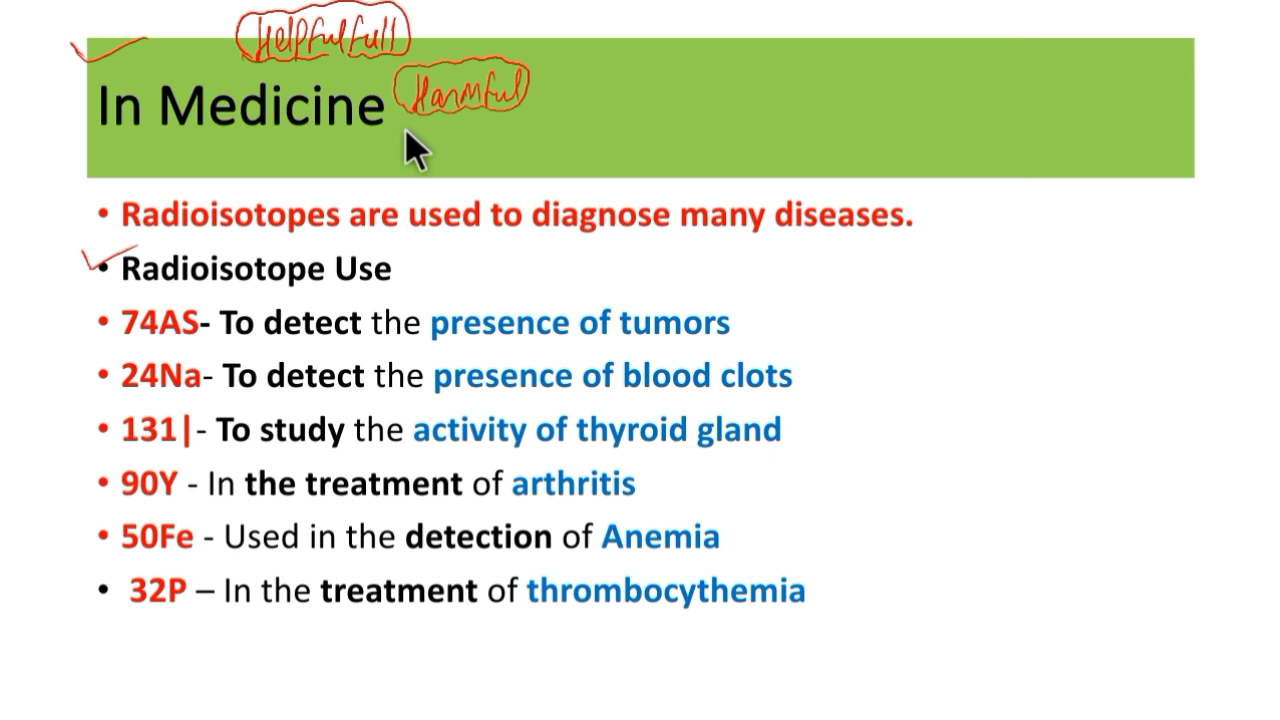 Helpfulfull
In Medicine Harmful
• Radioisotopes are used to diagnose many diseases.
• Radioisotope Use
• 74AS- To detect the presence of tumors
• 24Na- To detect the presence of blood clots
• 131|- To study the activity of thyroid gland
• 90Y - In the treatment of arthritis
• 50Fe - Used in the detection of Anemia
• 32P – In the treatment of thrombocythemia